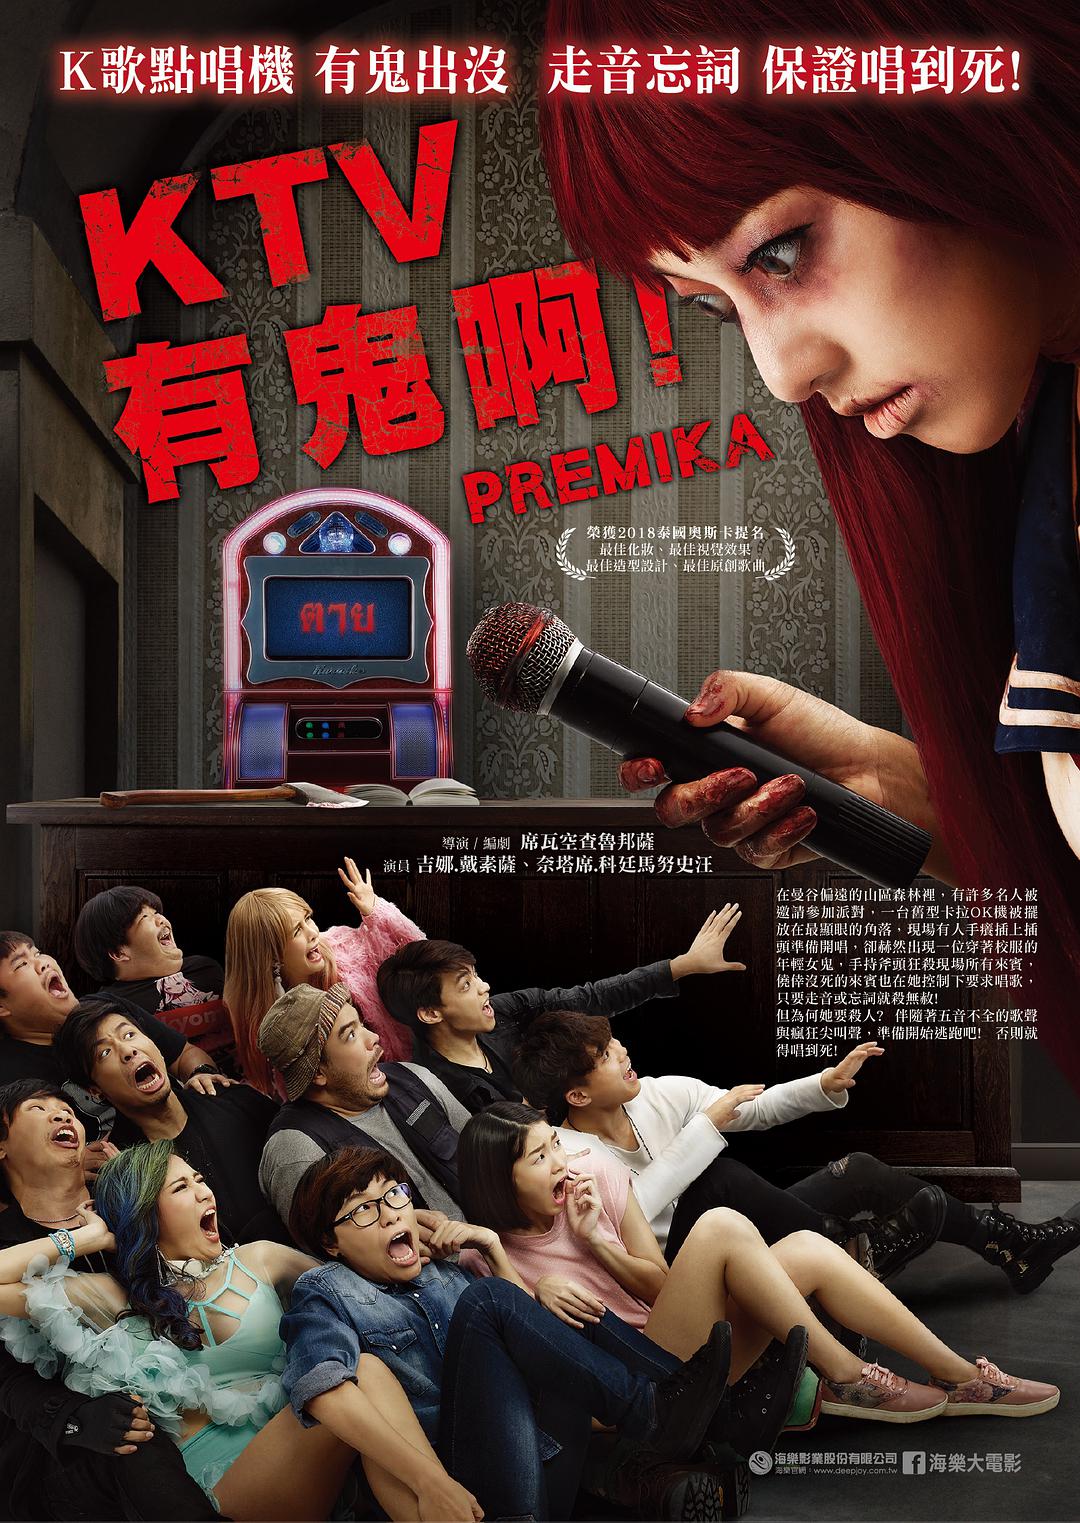 K歌點唱機 有鬼出沒 走音忘詞 保證唱到死!
KTV
有鬼啊!
PREMIKA
榮獲2018泰國奧斯卡提名
最佳化妝、最佳視覺效果
最佳造型設計、最佳原創歌曲
ตาย
導演 / 編劇 席瓦空查魯邦薩
演員 吉娜.戴素薩、奈塔席.科廷馬努史汪
在曼谷偏遠的山區森林裡，有許多名人被
邀請參加派對，一台舊型卡拉OK機被擺
放在最顯眼的角落，現場有人手癢插上插
頭準備開唱，卻赫然出現一位穿著校服的
年輕女鬼，手持斧頭狂殺現場所有來賓，
僥倖沒死的來賓也在她控制下要求唱歌，
只要走音或忘詞就殺無赦!
但為何她要殺人? 伴隨著五音不全的歌聲
與瘋狂尖叫聲，準備開始逃跑吧! 否則就
得唱到死!
海樂影業股份有限公司
海樂官網：www.deepjoy.com.tw
海樂大電影